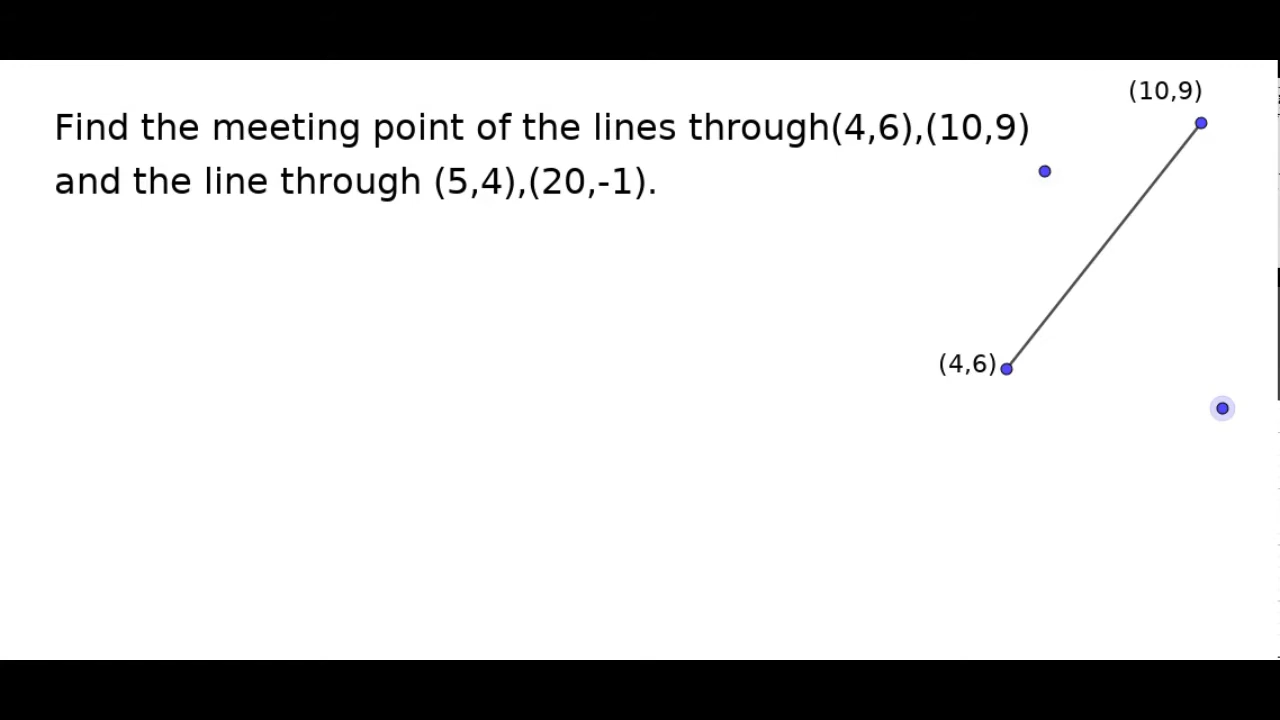 (10,9)
Find the meeting point of the lines through(4,6),(10,9)
and the line through (5,4),(20,-1).
(4,6)